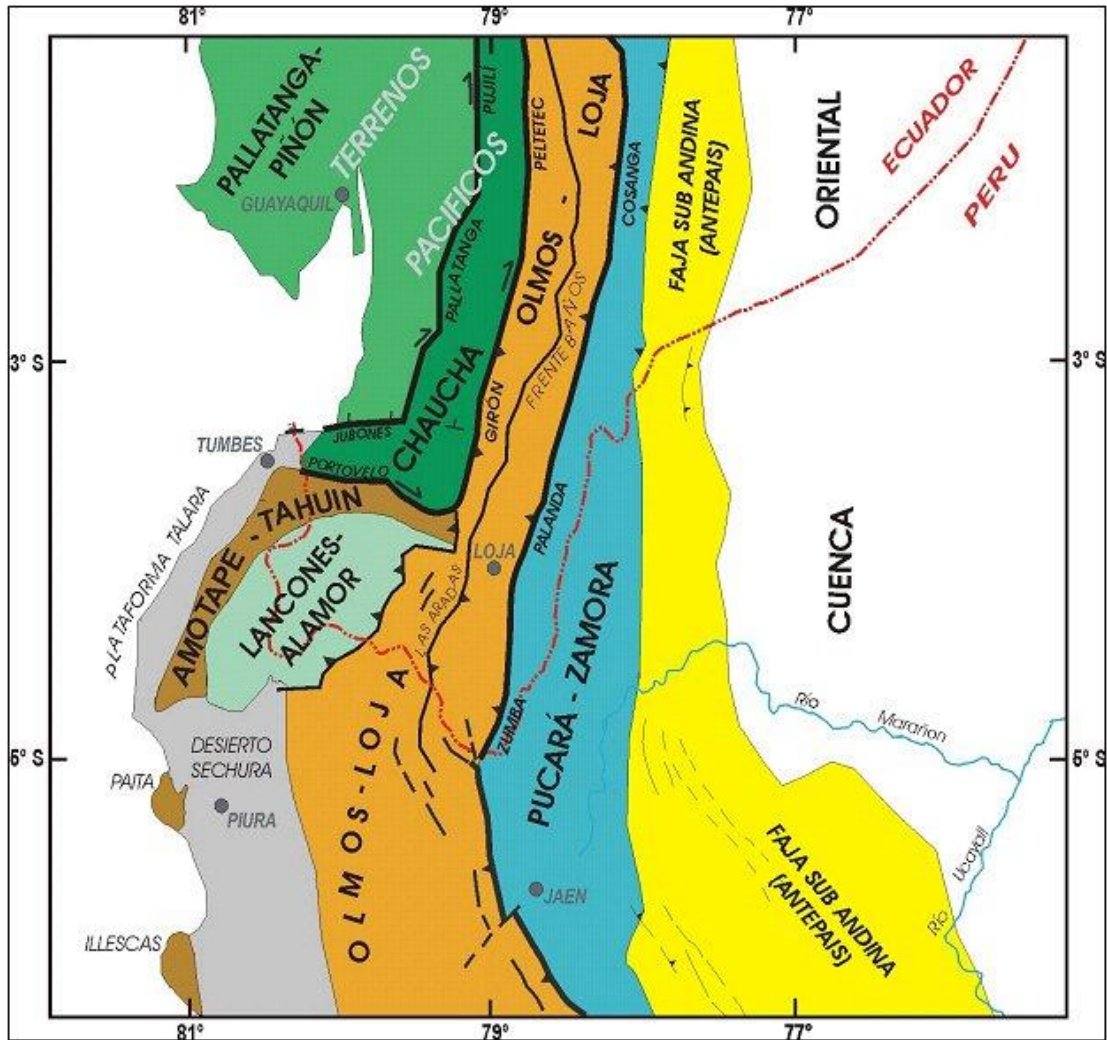 81°
79°
77°
PALLATANGA-
PIÑÓN
TERRENOS
PACIFICOS
PUJILÍ
PELTETEC
LOJA
OLMOS -
COSANGA
FAJA SUB ANDINA
(ANTEPAIS)
ORIENTAL
ECUADOR
PERU
GUAYAQUIL
PALLATANGA
FRENTE BAÑOS
3° S
3° S
GIRÓN
CHAUCHA
JUBONES
PORTOVELO
TUMBES
PLATAFORMA TALARA
AMOTAPE - TAHUIN
LANCONES-
ALAMOR
LOJA
LAS ARADAS
PALANDA
PUCARÁ - ZAMORA
CUENCA
OLMOS-LOJA
ZUMBA
Río
Marañon
DESIERTO
SECHURA
6° S
6° S
PAITA
PIURA
FAJA SUB ANDINA
(ANTEPAIS)
Río
Ucayali
JAEN
ILLESCAS
81°
79°
77°